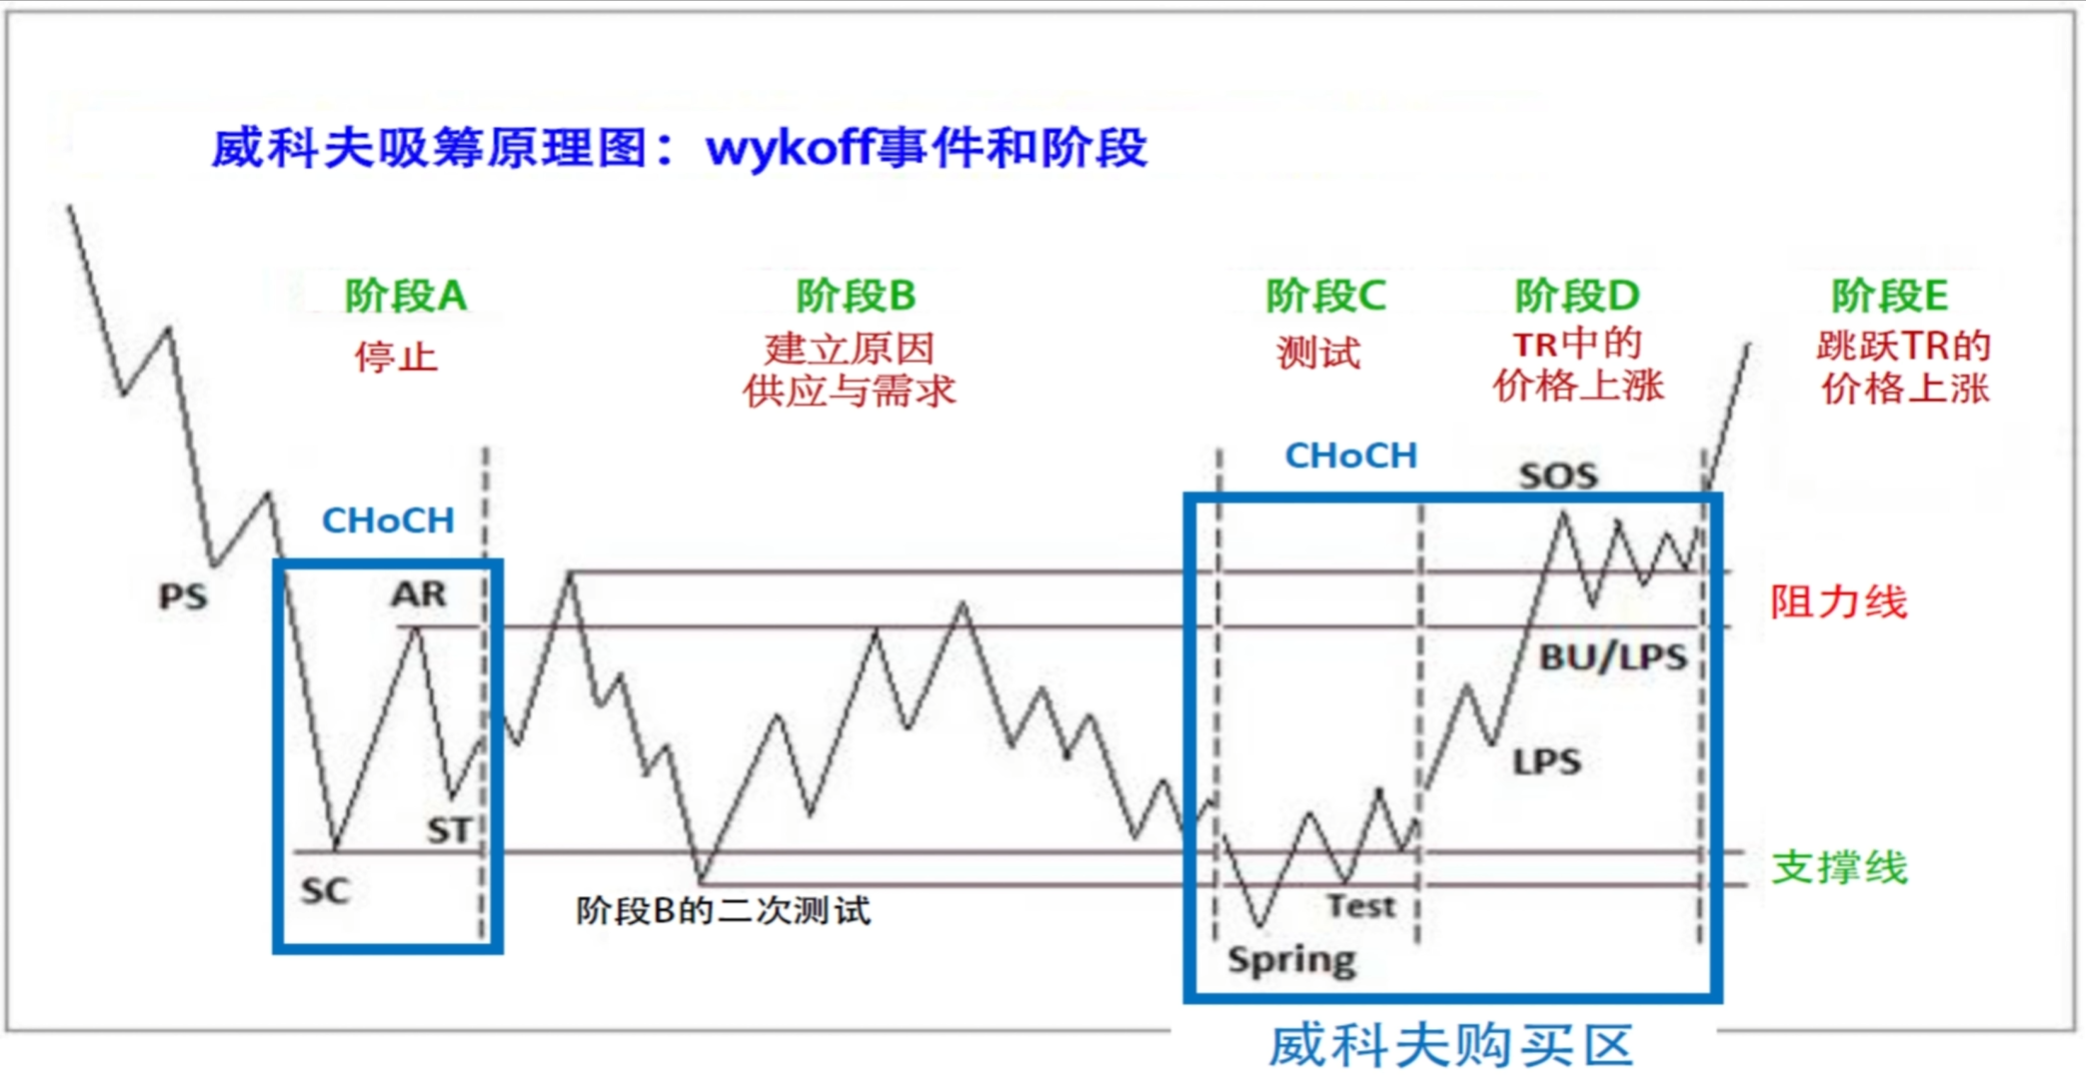 威科夫吸筹原理图：wykoff事件和阶段
阶段A
停止
阶段B
建立原因
供应与需求
阶段C
测试
阶段D
TR中的
价格上涨
阶段E
跳跃TR的
价格上涨
CHoCH
CHoCH
SOS
PS
AR
阻力线
BU/LPS
LPS
ST
支撑线
SC
阶段B的二次测试
Test
Spring
威科夫购买区